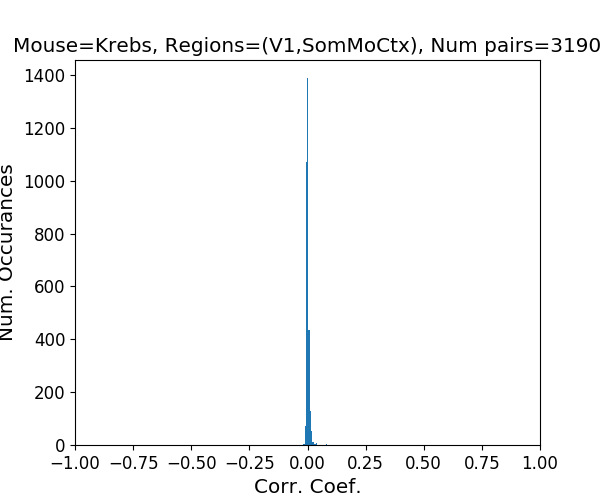 Mouse=Krebs, Regions=(V1,SomMoCtx), Num pairs=3190
1400
1200
1000
800
600
400
200
0
Num. Occurances
−1.00 −0.75 −0.50 −0.25 0.00 0.25 0.50 0.75 1.00
Corr. Coef.